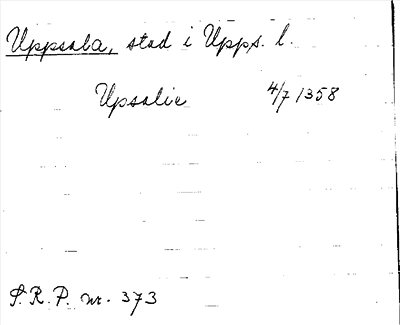 Uppsala, stad i Upps. l.
Upsalie 4/7 1358
S.R.P. nr. 373